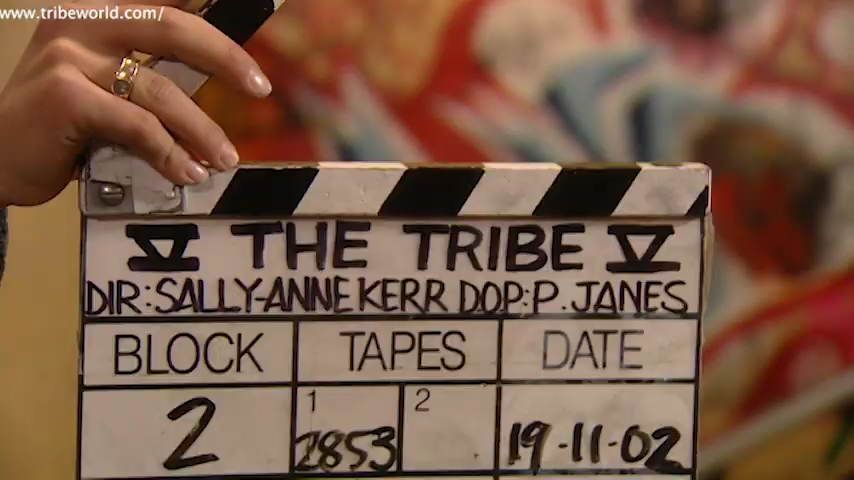 www.tribeworld.com/
V THE TRIBE V
DIR: SALLY-ANNE KERR DOP: P. JANES
BLOCK TAPES DATE
1 2
2 2853 19-11-02